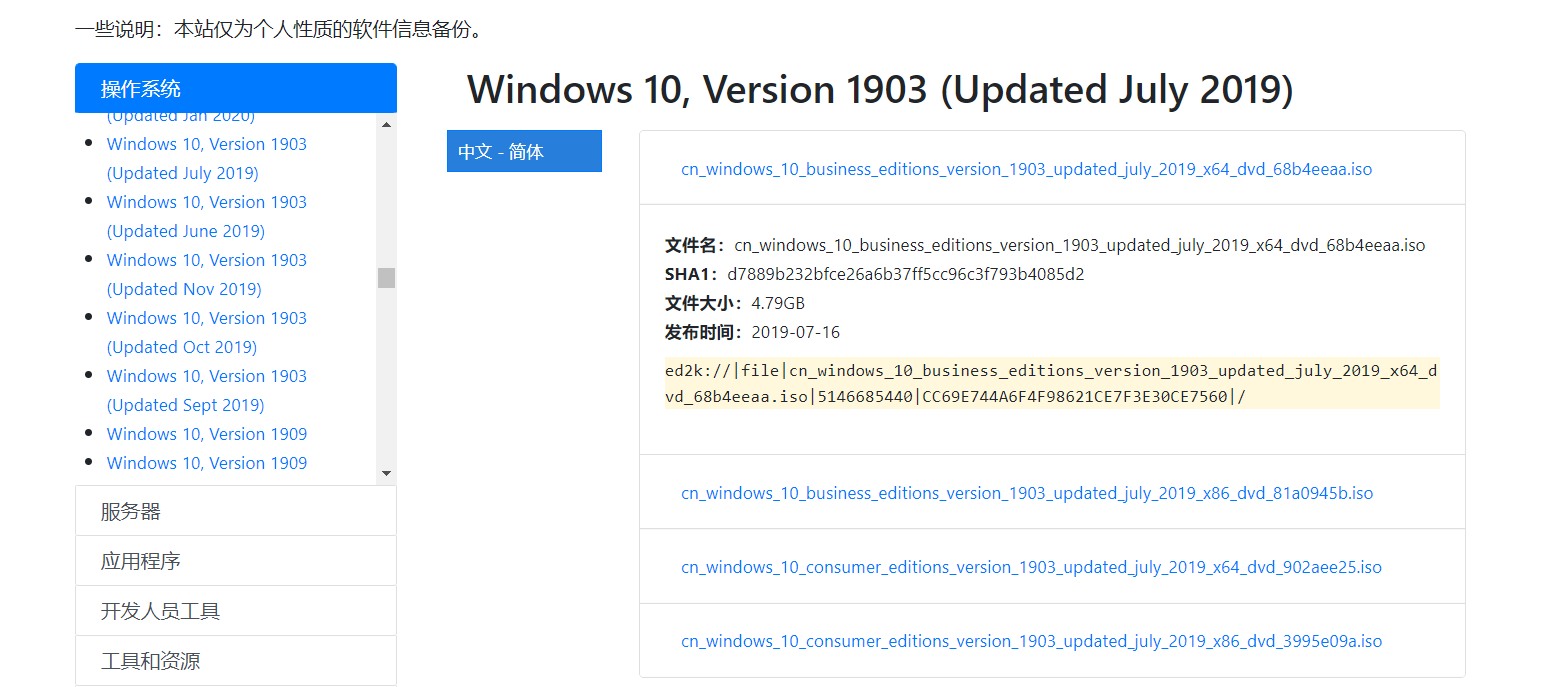 一些说明：本站仅为个人性质的软件信息备份。
操作系统
(Updated Jan 2020)
Windows 10, Version 1903
(Updated July 2019)
Windows 10, Version 1903
(Updated June 2019)
Windows 10, Version 1903
(Updated Nov 2019)
Windows 10, Version 1903
(Updated Oct 2019)
Windows 10, Version 1903
(Updated Sept 2019)
Windows 10, Version 1909
Windows 10, Version 1909
服务器
应用程序
开发人员工具
工具和资源
Windows 10, Version 1903 (Updated July 2019)
中文 - 简体
cn_windows_10_business_editions_version_1903_updated_july_2019_x64_dvd_68b4eeaa.iso
文件名：cn_windows_10_business_editions_version_1903_updated_july_2019_x64_dvd_68b4eeaa.iso
SHA1：d7889b232bfce26a6b37ff5cc96c3f793b4085d2
文件大小：4.79GB
发布时间：2019-07-16
ed2k://|file|cn_windows_10_business_editions_version_1903_updated_july_2019_x64_d
vd_68b4eeaa.iso|5146685440|CC69E744A6F4F98621CE7F3E30CE7560|/
cn_windows_10_business_editions_version_1903_updated_july_2019_x86_dvd_81a0945b.iso
cn_windows_10_consumer_editions_version_1903_updated_july_2019_x64_dvd_902aee25.iso
cn_windows_10_consumer_editions_version_1903_updated_july_2019_x86_dvd_3995e09a.iso